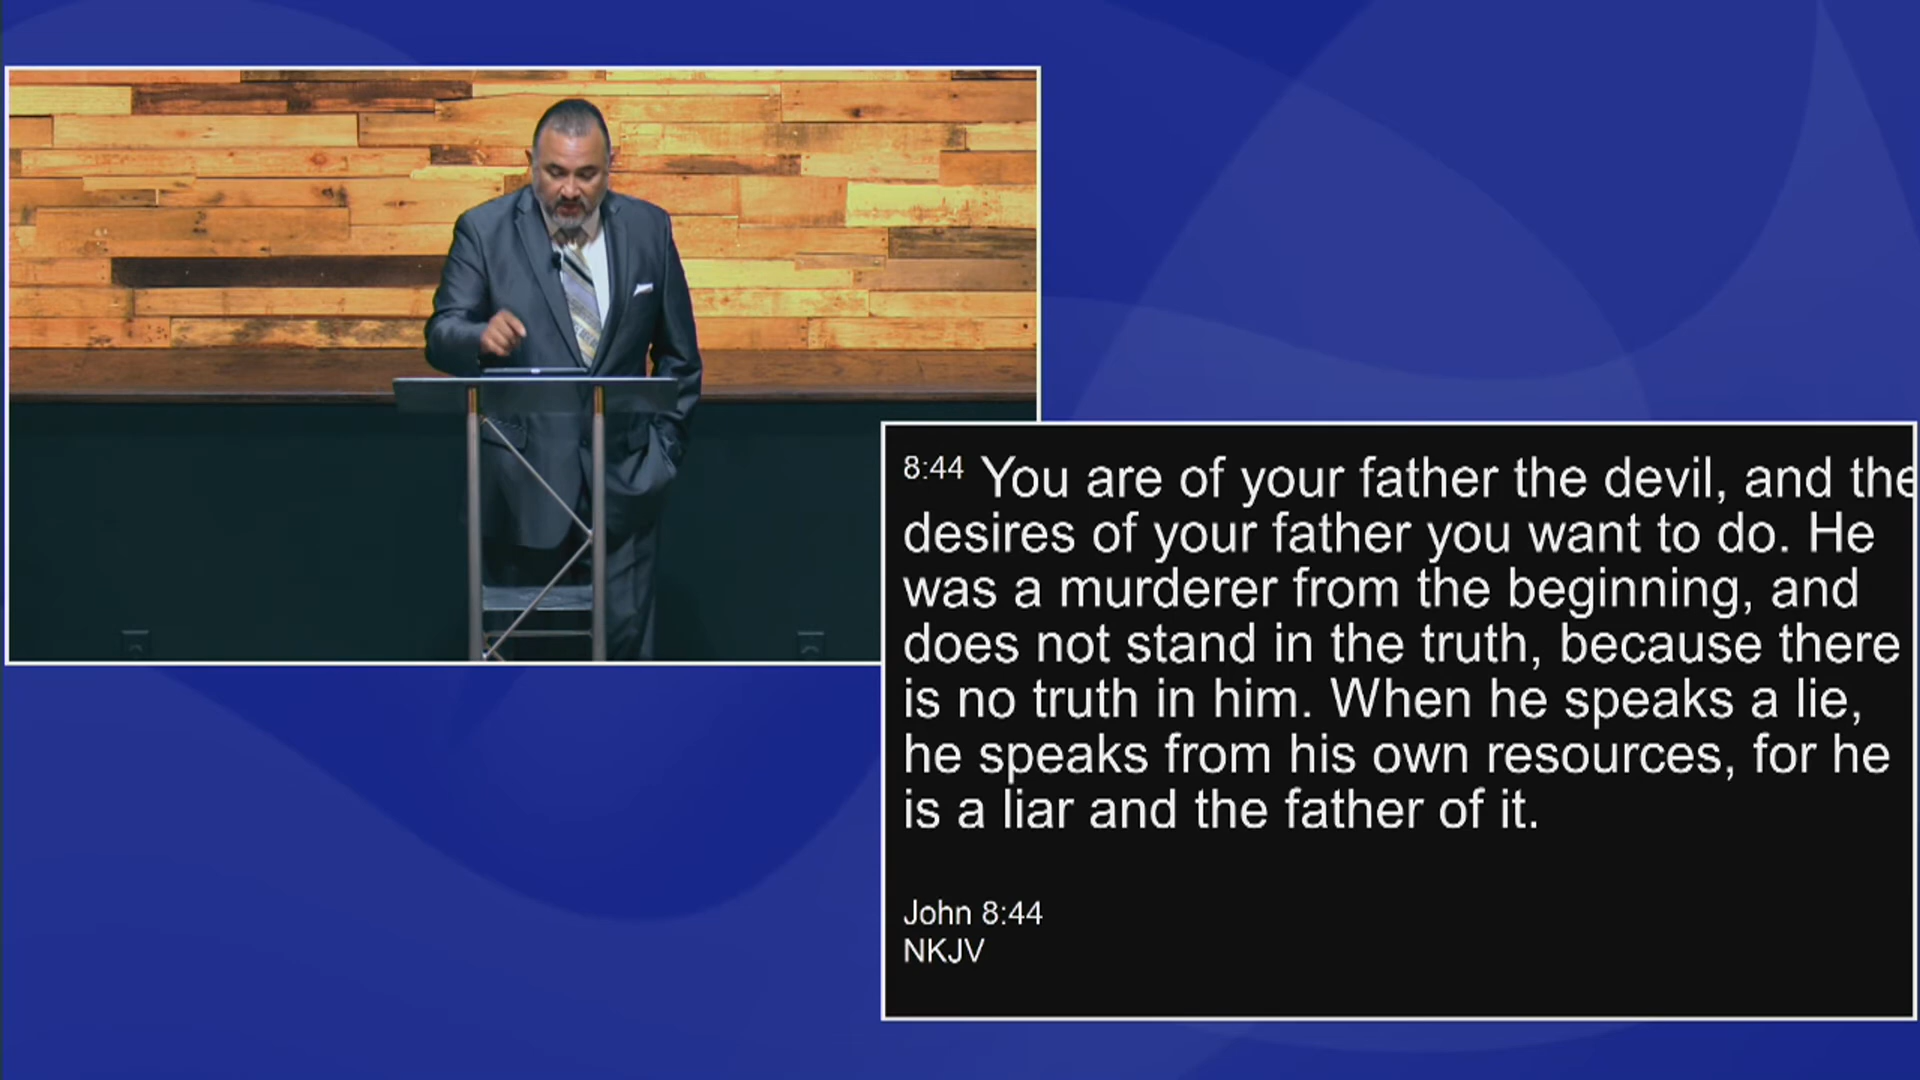 8:44 You are of your father the devil, and the
desires of your father you want to do. He
was a murderer from the beginning, and
does not stand in the truth, because there
is no truth in him. When he speaks a lie,
he speaks from his own resources, for he
is a liar and the father of it.
John 8:44
NKJV